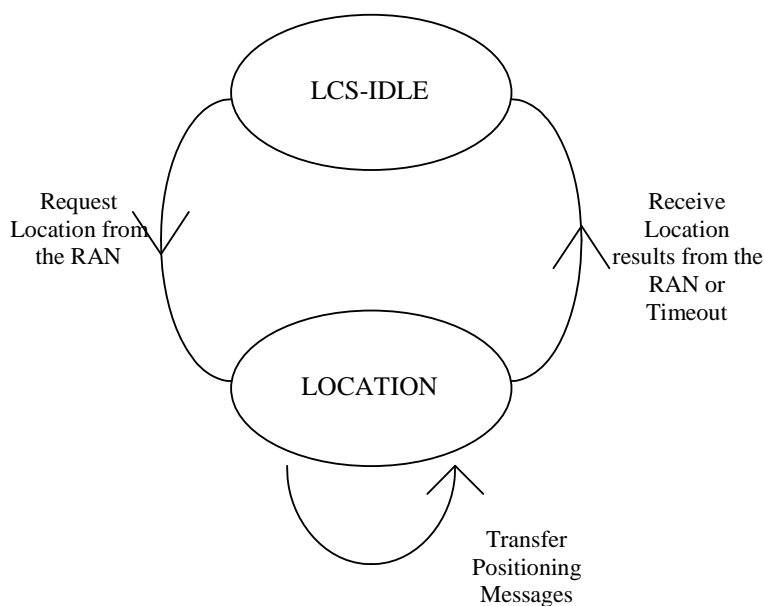 LCS-IDLE
Request
Location from
the RAN
Receive
Location
results from the
RAN or
Timeout
LOCATION
Transfer
Positioning
Messages